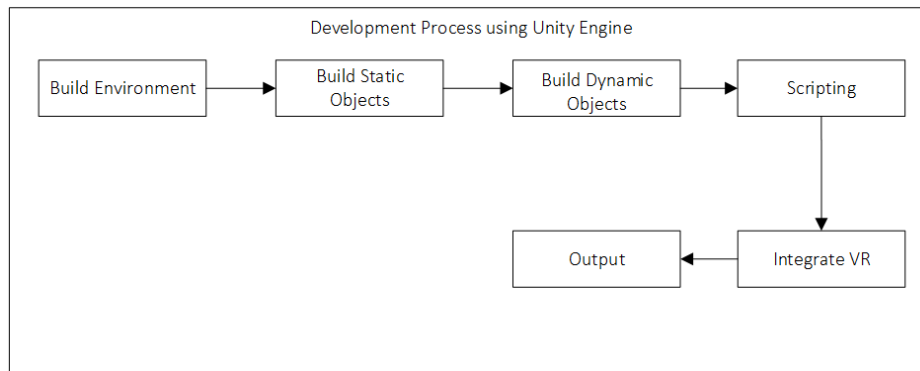 Development Process using Unity Engine
Build Environment
Build Static
Objects
Build Dynamic
Objects
Scripting
Integrate VR
Output